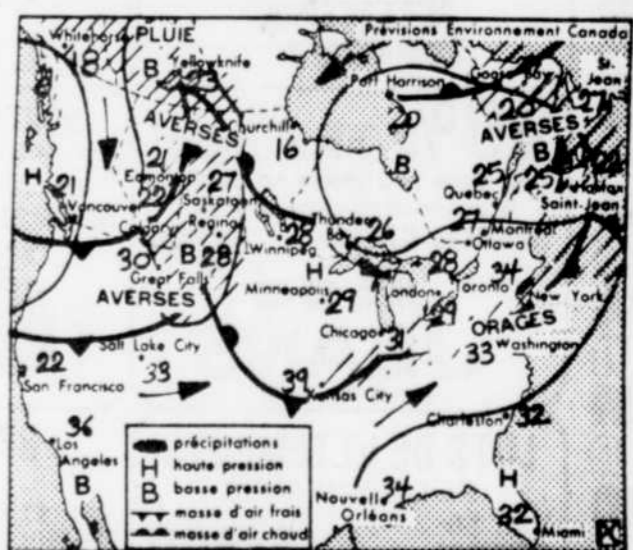 PLUIE
Prévisions Environnement Canada
Whitehorse
18
B
Yellowknife
23
Port Harrison
Goose Bay
St-Jean
27
20
20
AVERSES
Churchill
16
AVERSES
H
21
Vancouver
21
Edmonton
22
Calgary
27
Saskatoon
Regina
28
Winnipeg
Thunder Bay
26
B
25
Québec
25
B
Halifax
Saint-Jean
27
Montréal
Ottawa
30
Great Falls
B
28
AVERSES
H
Minneapolis
29
28
London
29
Toronto
34
New York
ORAGES
Chicago
31
33
Washington
Salt Lake City
33
22
San Francisco
39
Kansas City
Charleston
32
36
Los Angeles
B
précipitations
H haute pression
B basse pression
masse d'air frais
masse d'air chaud
Nouvelle Orléans
34
H
32
Miami
PC